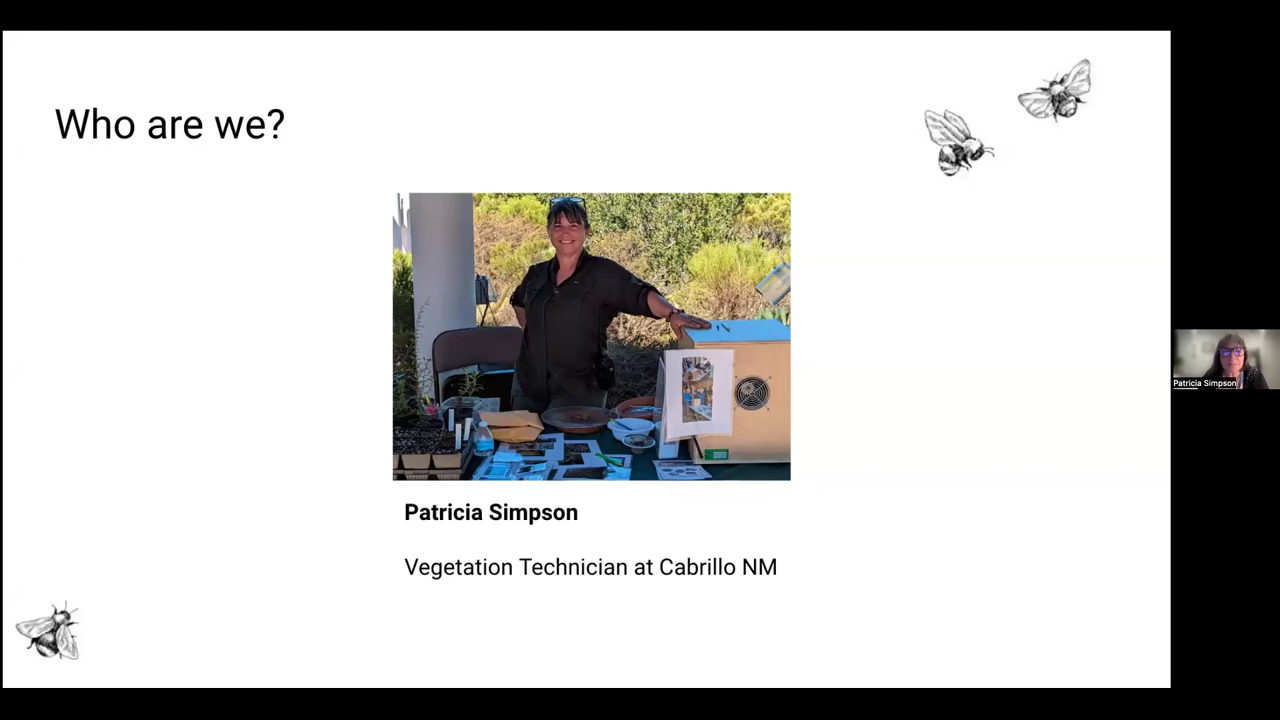 Who are we?
Patricia Simpson
Vegetation Technician at Cabrillo NM
Patricia Simpson